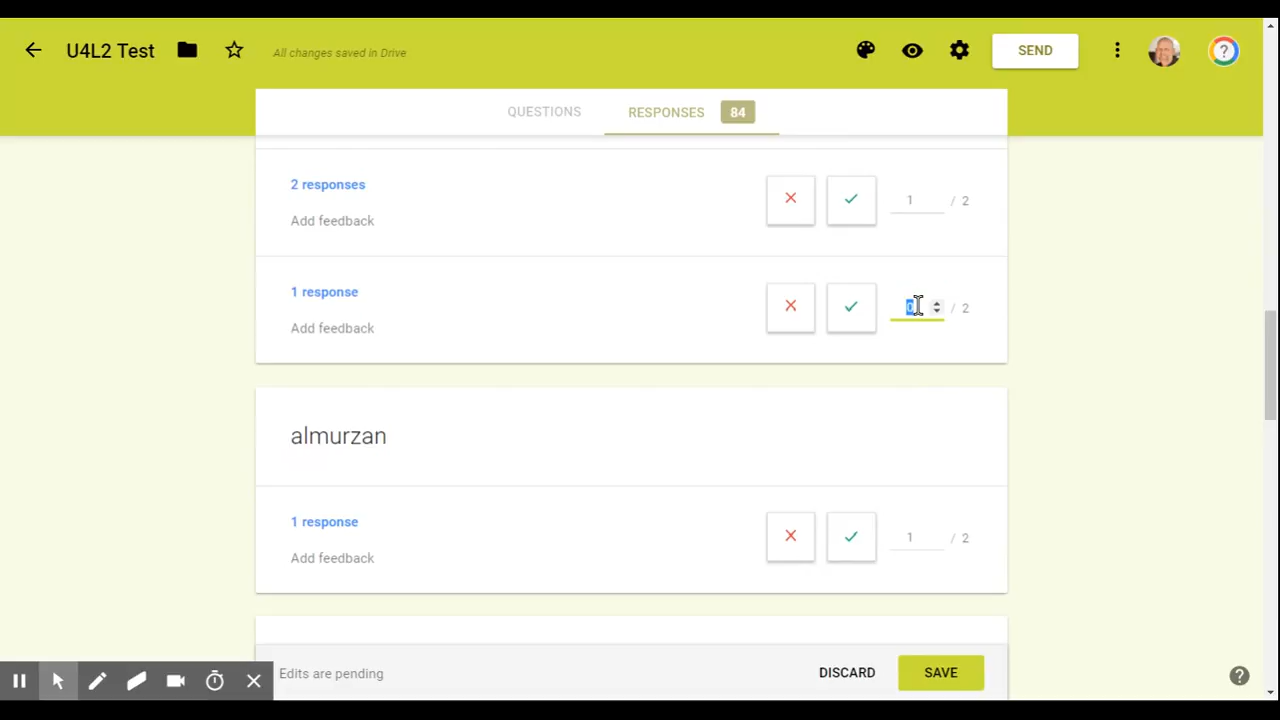 U4L2 Test
All changes saved in Drive
SEND
QUESTIONS
RESPONSES 84
2 responses
1 / 2
Add feedback
1 response
0 / 2
Add feedback
almurzan
1 response
1 / 2
Add feedback
Edits are pending
DISCARD
SAVE